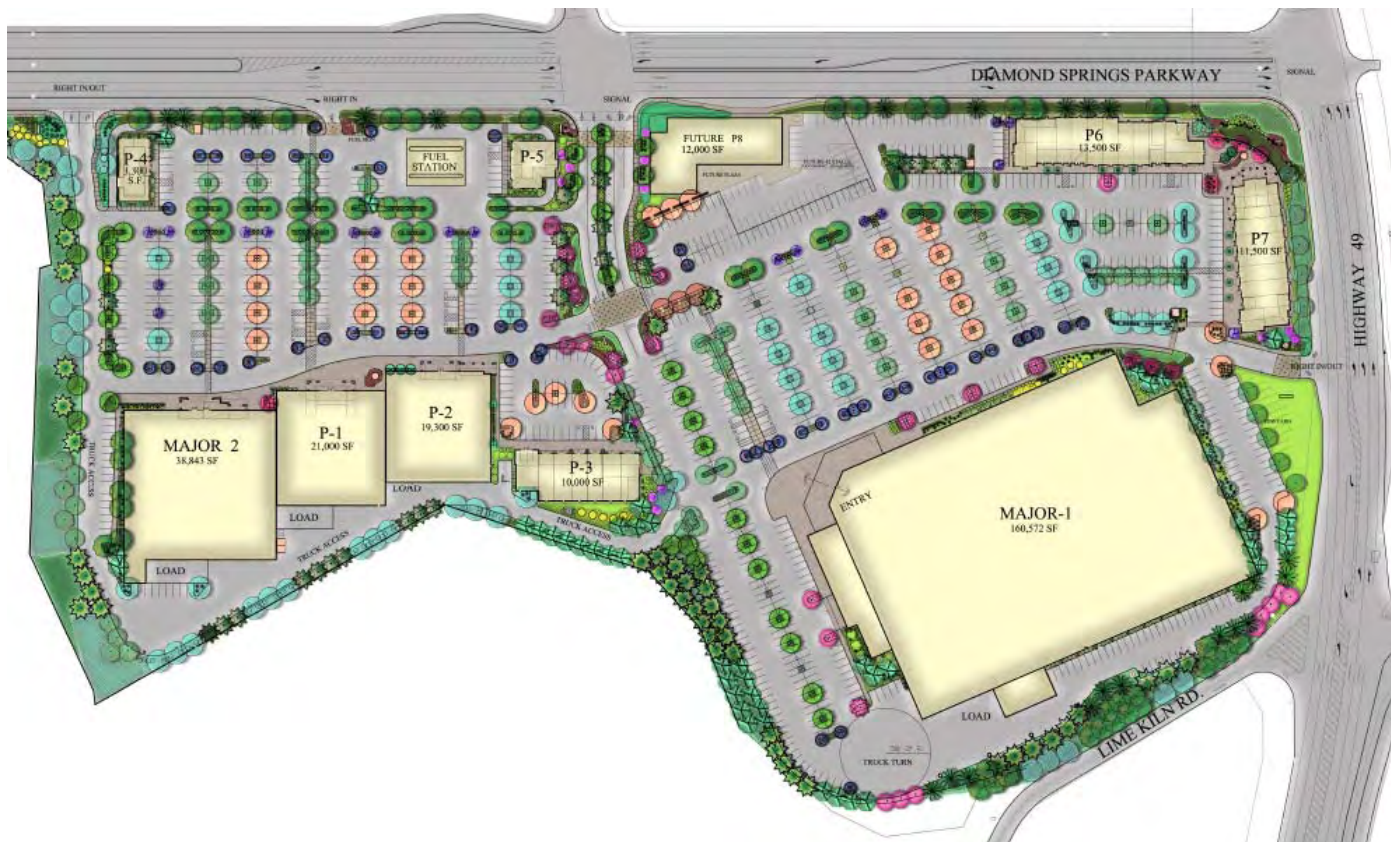 DIAMOND SPRINGS PARKWAY
SIGNAL
RIGHT IN/OUT
RIGHT IN
SIGNAL
P-4
S.F.
FUEL
STATION
P-5
FUTURE P8
12,000 SF
FUTURE PLAZA
P6
13,500 SF
P7
11,500 SF
HIGHWAY 49
RIGHT IN/OUT
MAJOR 2
38,843 SF
P-1
21,000 SF
P-2
19,300 SF
P-3
10,000 SF
TRUCK ACCESS
LOAD
LOAD
LOAD
TRUCK ACCESS
TRUCK ACCESS
ENTRY
MAJOR-1
160,572 SF
LOAD
TRUCK TURN
LIME KILN RD.